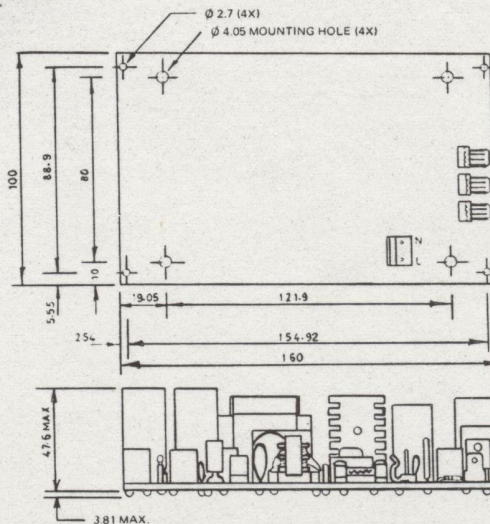 Ø 2.7 (4X)
Ø 4.05 MOUNTING HOLE (4X)
100
88·9
80
10
5·55
N
L
19·05
121·9
2·54
154·92
160
47·6 MAX
3·81 MAX.